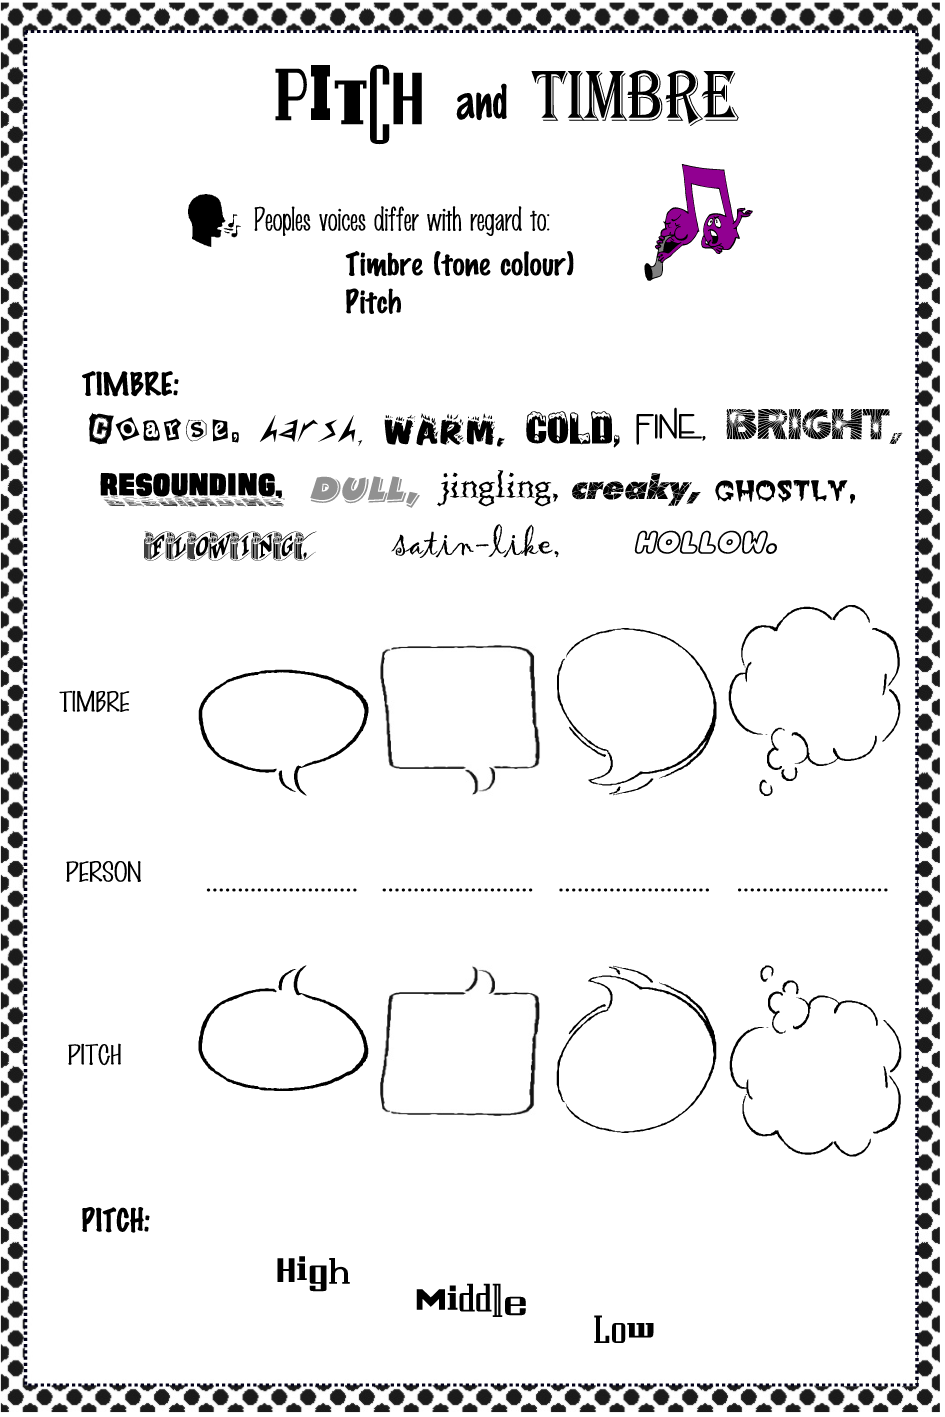 PITCH and TIMBRE
Peoples voices differ with regard to:
Timbre (tone colour)
Pitch
TIMBRE:
Coarse, harsh, WARM, COLD, FINE, BRIGHT,
RESOUNDING, DULL, jingling, creaky, GHOSTLY,
FLOWING, satin-like, HOLLOW.
TIMBRE
PERSON
PITCH
PITCH:
High
Middle
Low